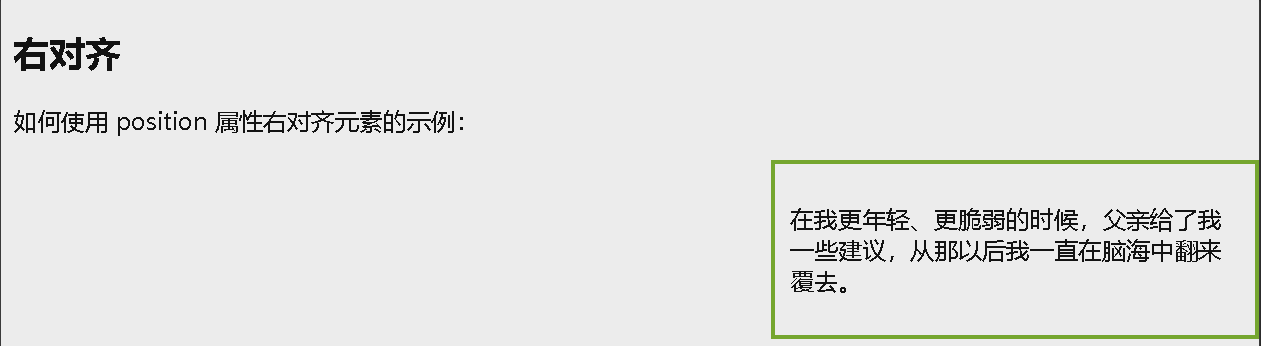 右对齐
如何使用 position 属性右对齐元素的示例：
在我更年轻、更脆弱的时候，父亲给了我
一些建议，从那以后我一直在脑海中翻来
覆去。